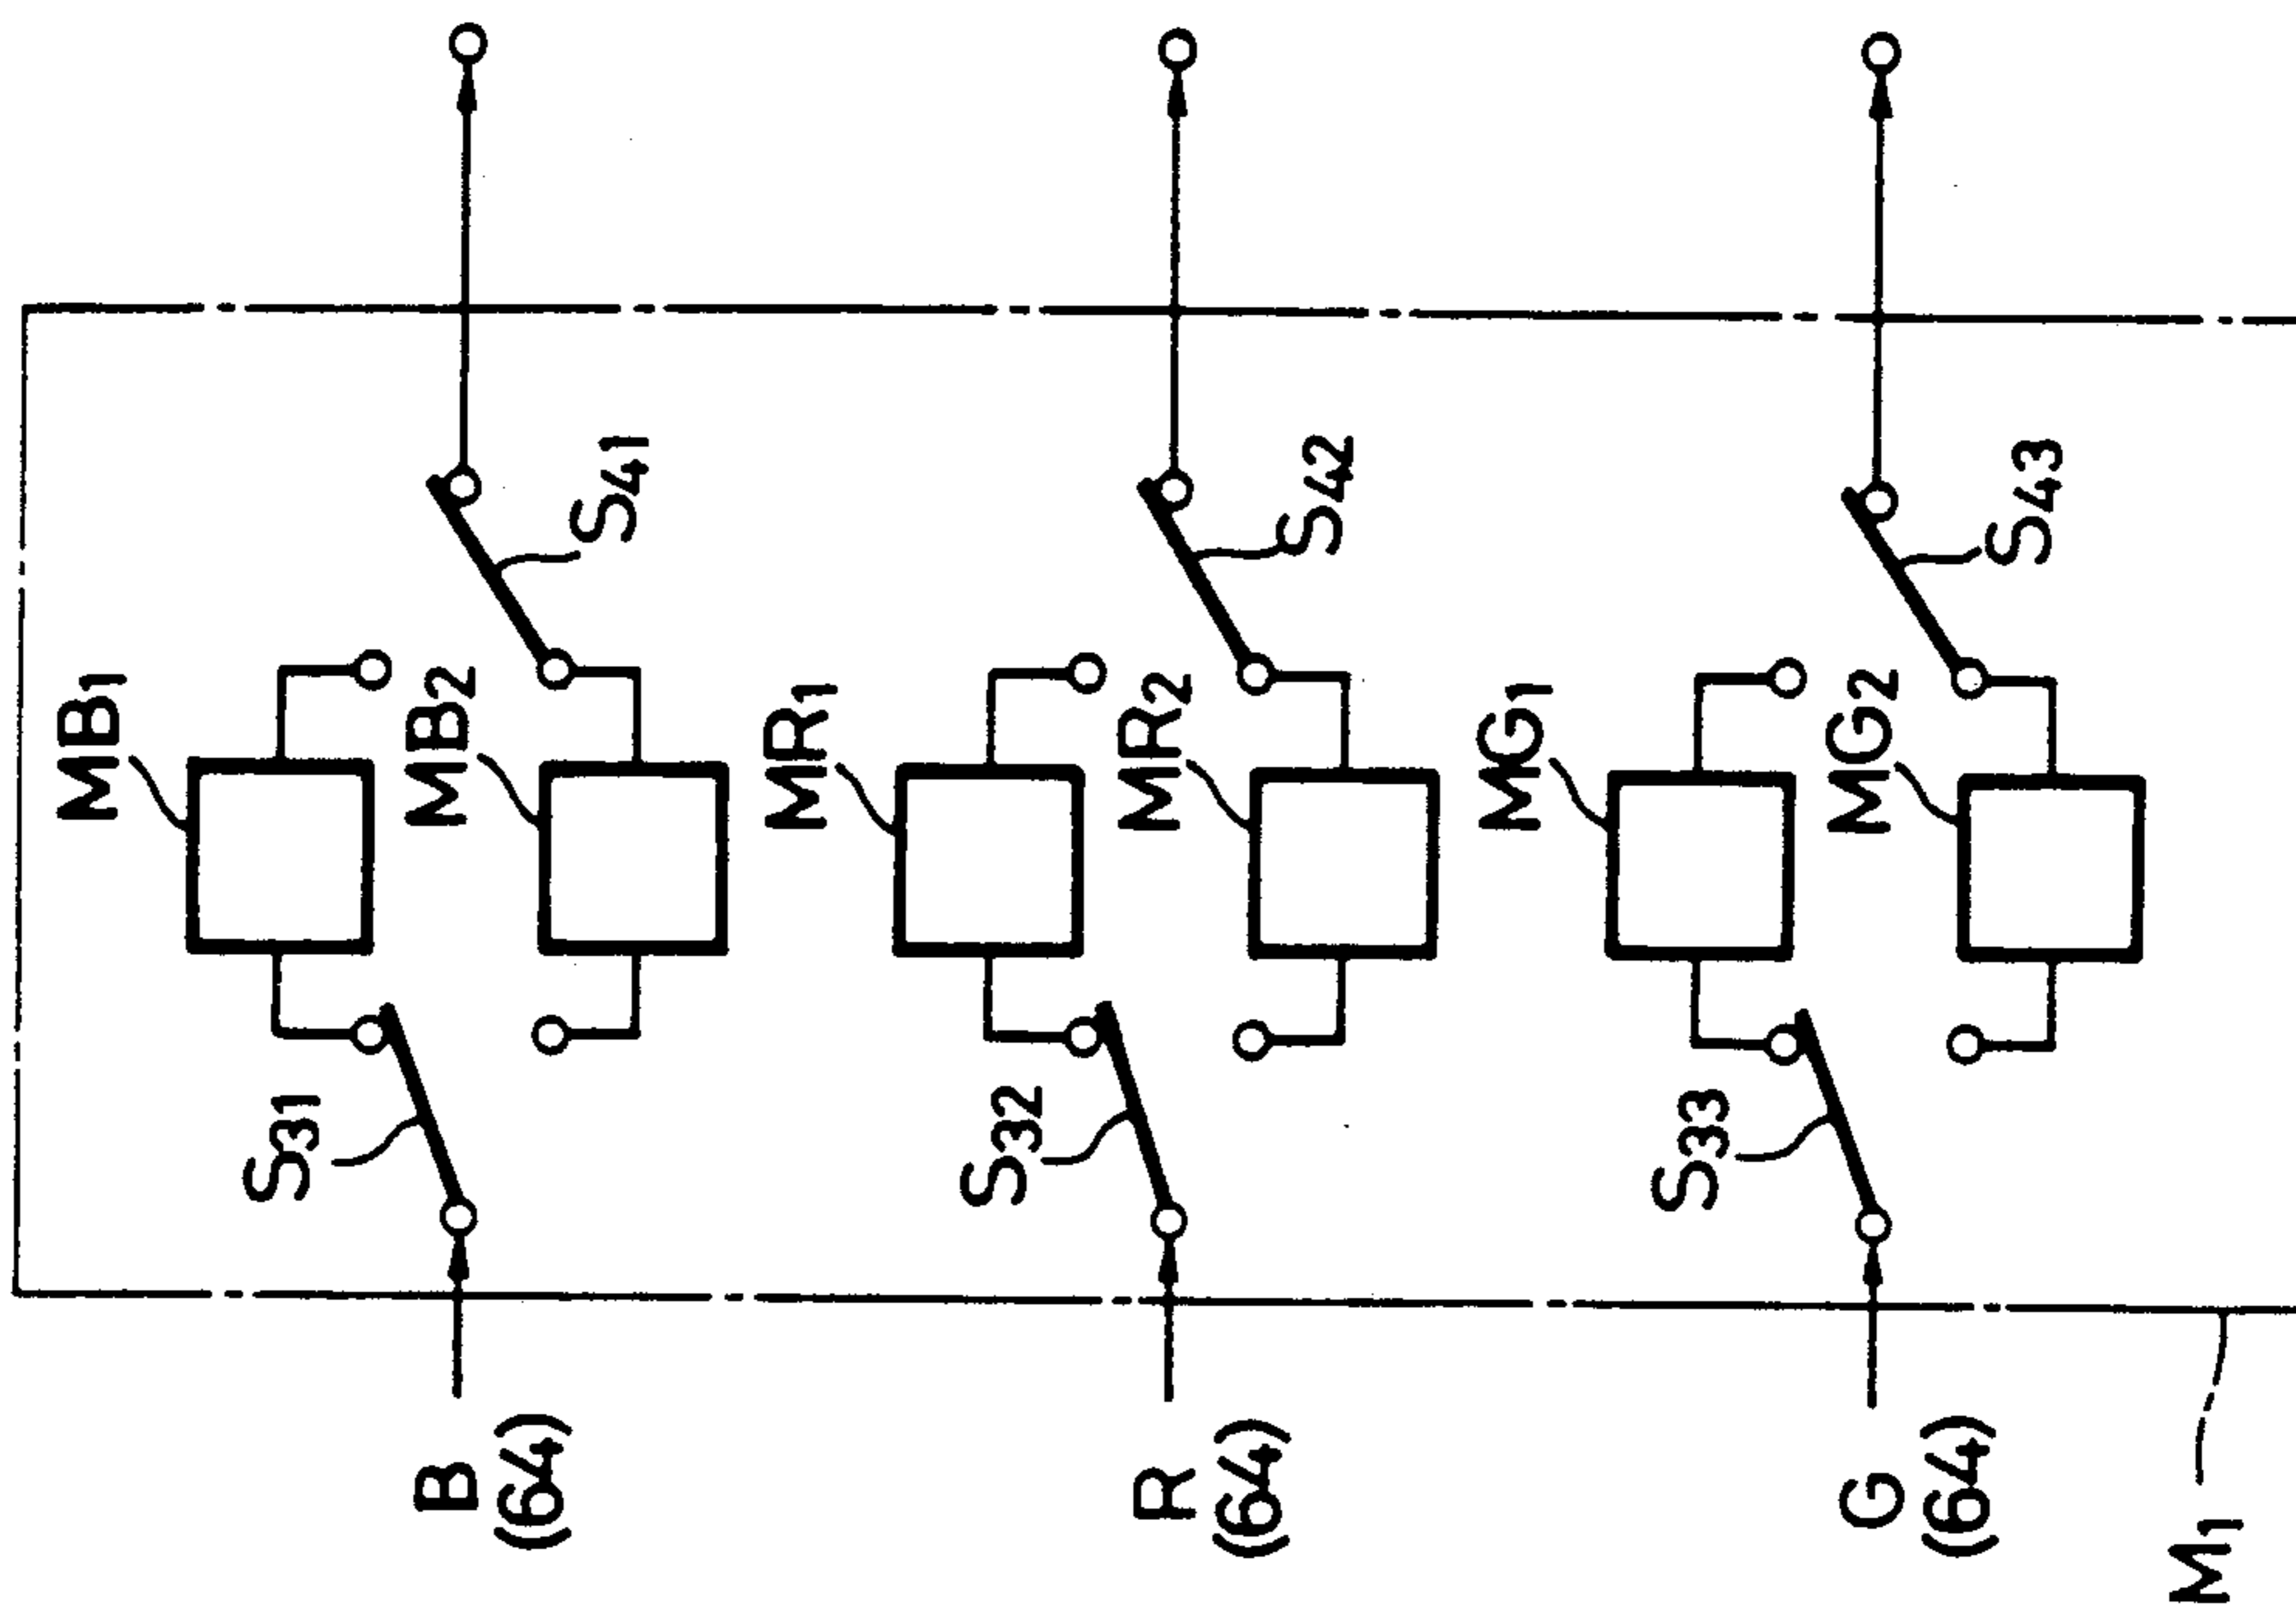 MB1
S41
MB2
S31
B
(64)
MR1
S42
MR2
S32
R
(64)
MG1
S43
MG2
S33
G
(64)
M1